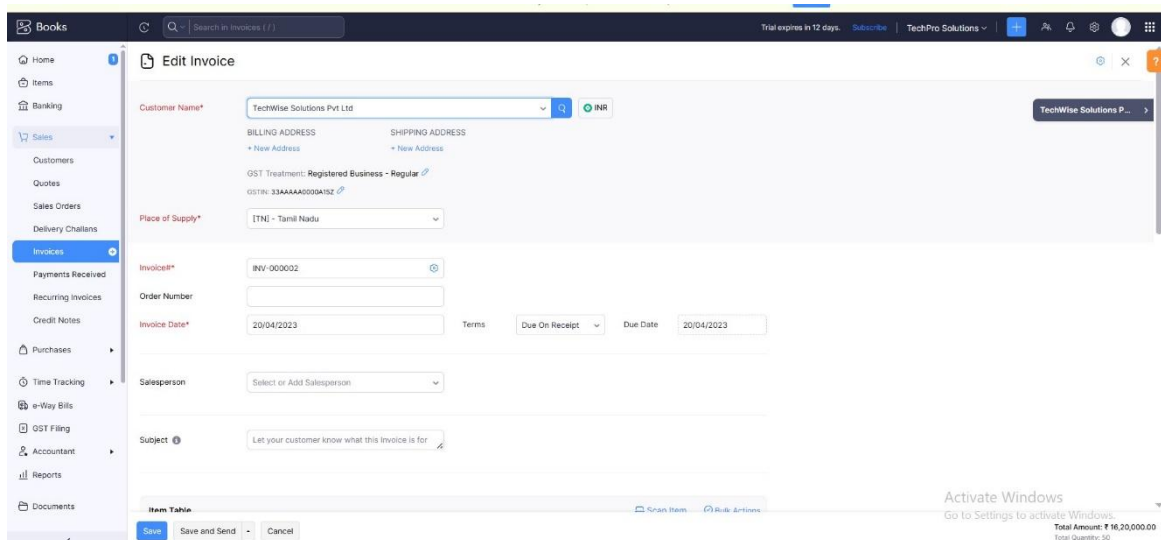 Books
Search in Invoices ( / )
Trial expires in 12 days. Subscribe TechPro Solutions
Home 1
Items
Banking
Sales
Customers
Quotes
Sales Orders
Delivery Challans
Invoices
Payments Received
Recurring Invoices
Credit Notes
Purchases
Time Tracking
e-Way Bills
GST Filing
Accountant
Reports
Documents
Edit Invoice
?
Customer Name*
TechWise Solutions Pvt Ltd
INR
TechWise Solutions P...
BILLING ADDRESS SHIPPING ADDRESS
+ New Address + New Address
GST Treatment: Registered Business - Regular
GSTIN: 33AAAAA0000A15Z
Place of Supply* [TN] - Tamil Nadu
Invoice#* INV-000002
Order Number
Invoice Date* 20/04/2023 Terms Due On Receipt Due Date 20/04/2023
Salesperson Select or Add Salesperson
Subject Let your customer know what this Invoice is for
Item Table Scan Item Bulk Actions
Activate Windows
Go to Settings to activate Windows.
Save Save and Send Cancel
Total Amount: ₹ 16,20,000.00
Total Quantity: 50